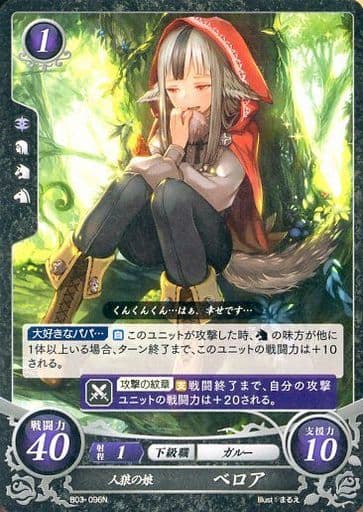 1
くんくんくん…はぁ、幸せです…
大好きなパパ… 自 このユニットが攻撃した時、の味方が他に
1体以上いる場合、ターン終了まで、このユニットの戦闘力は+10
される。
攻撃の紋章 支 戦闘終了まで、自分の攻撃
ユニットの戦闘力は+20される。
戦闘力
40
射程 1
下級職
ガルー
支援力
10
人狼の娘
ベロア
B03-096N
Illust:まるえ